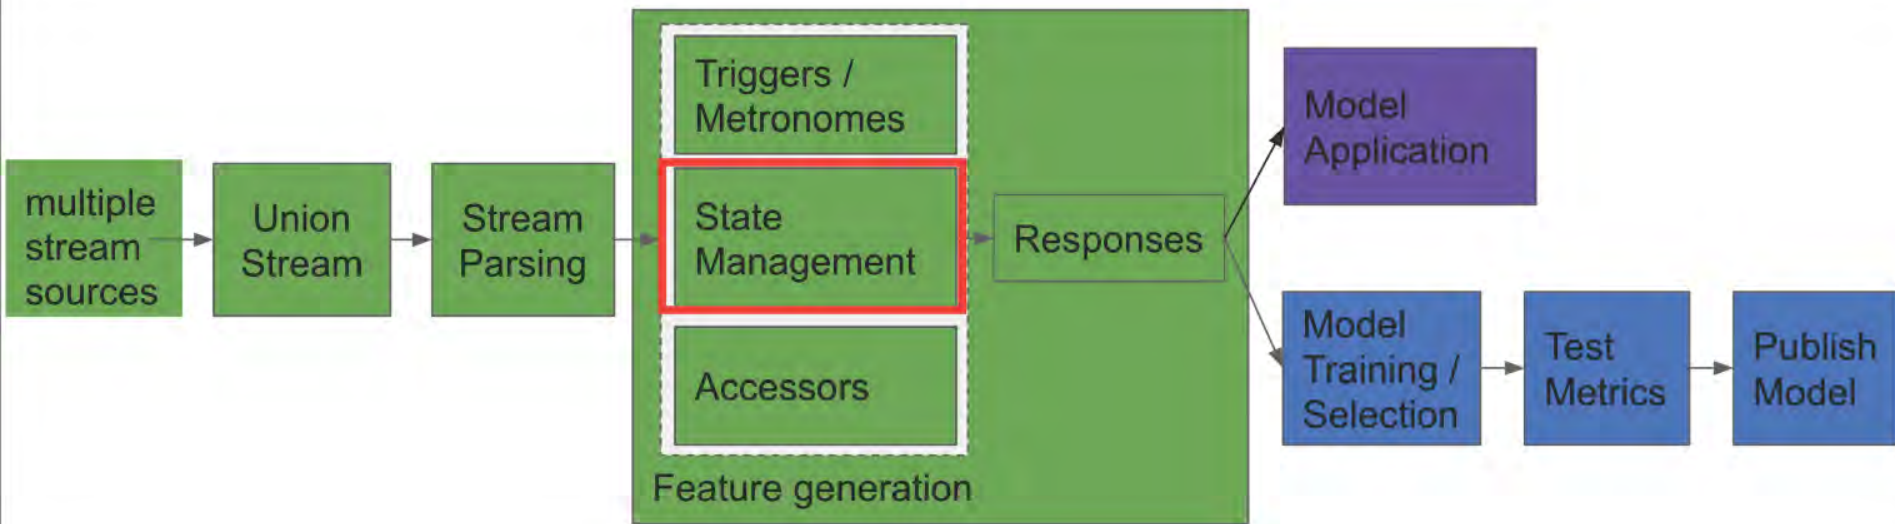 multiple
stream
sources
Union
Stream
Stream
Parsing
Triggers /
Metronomes
State
Management
Accessors
Feature generation
Responses
Model
Application
Model
Training /
Selection
Test
Metrics
Publish
Model